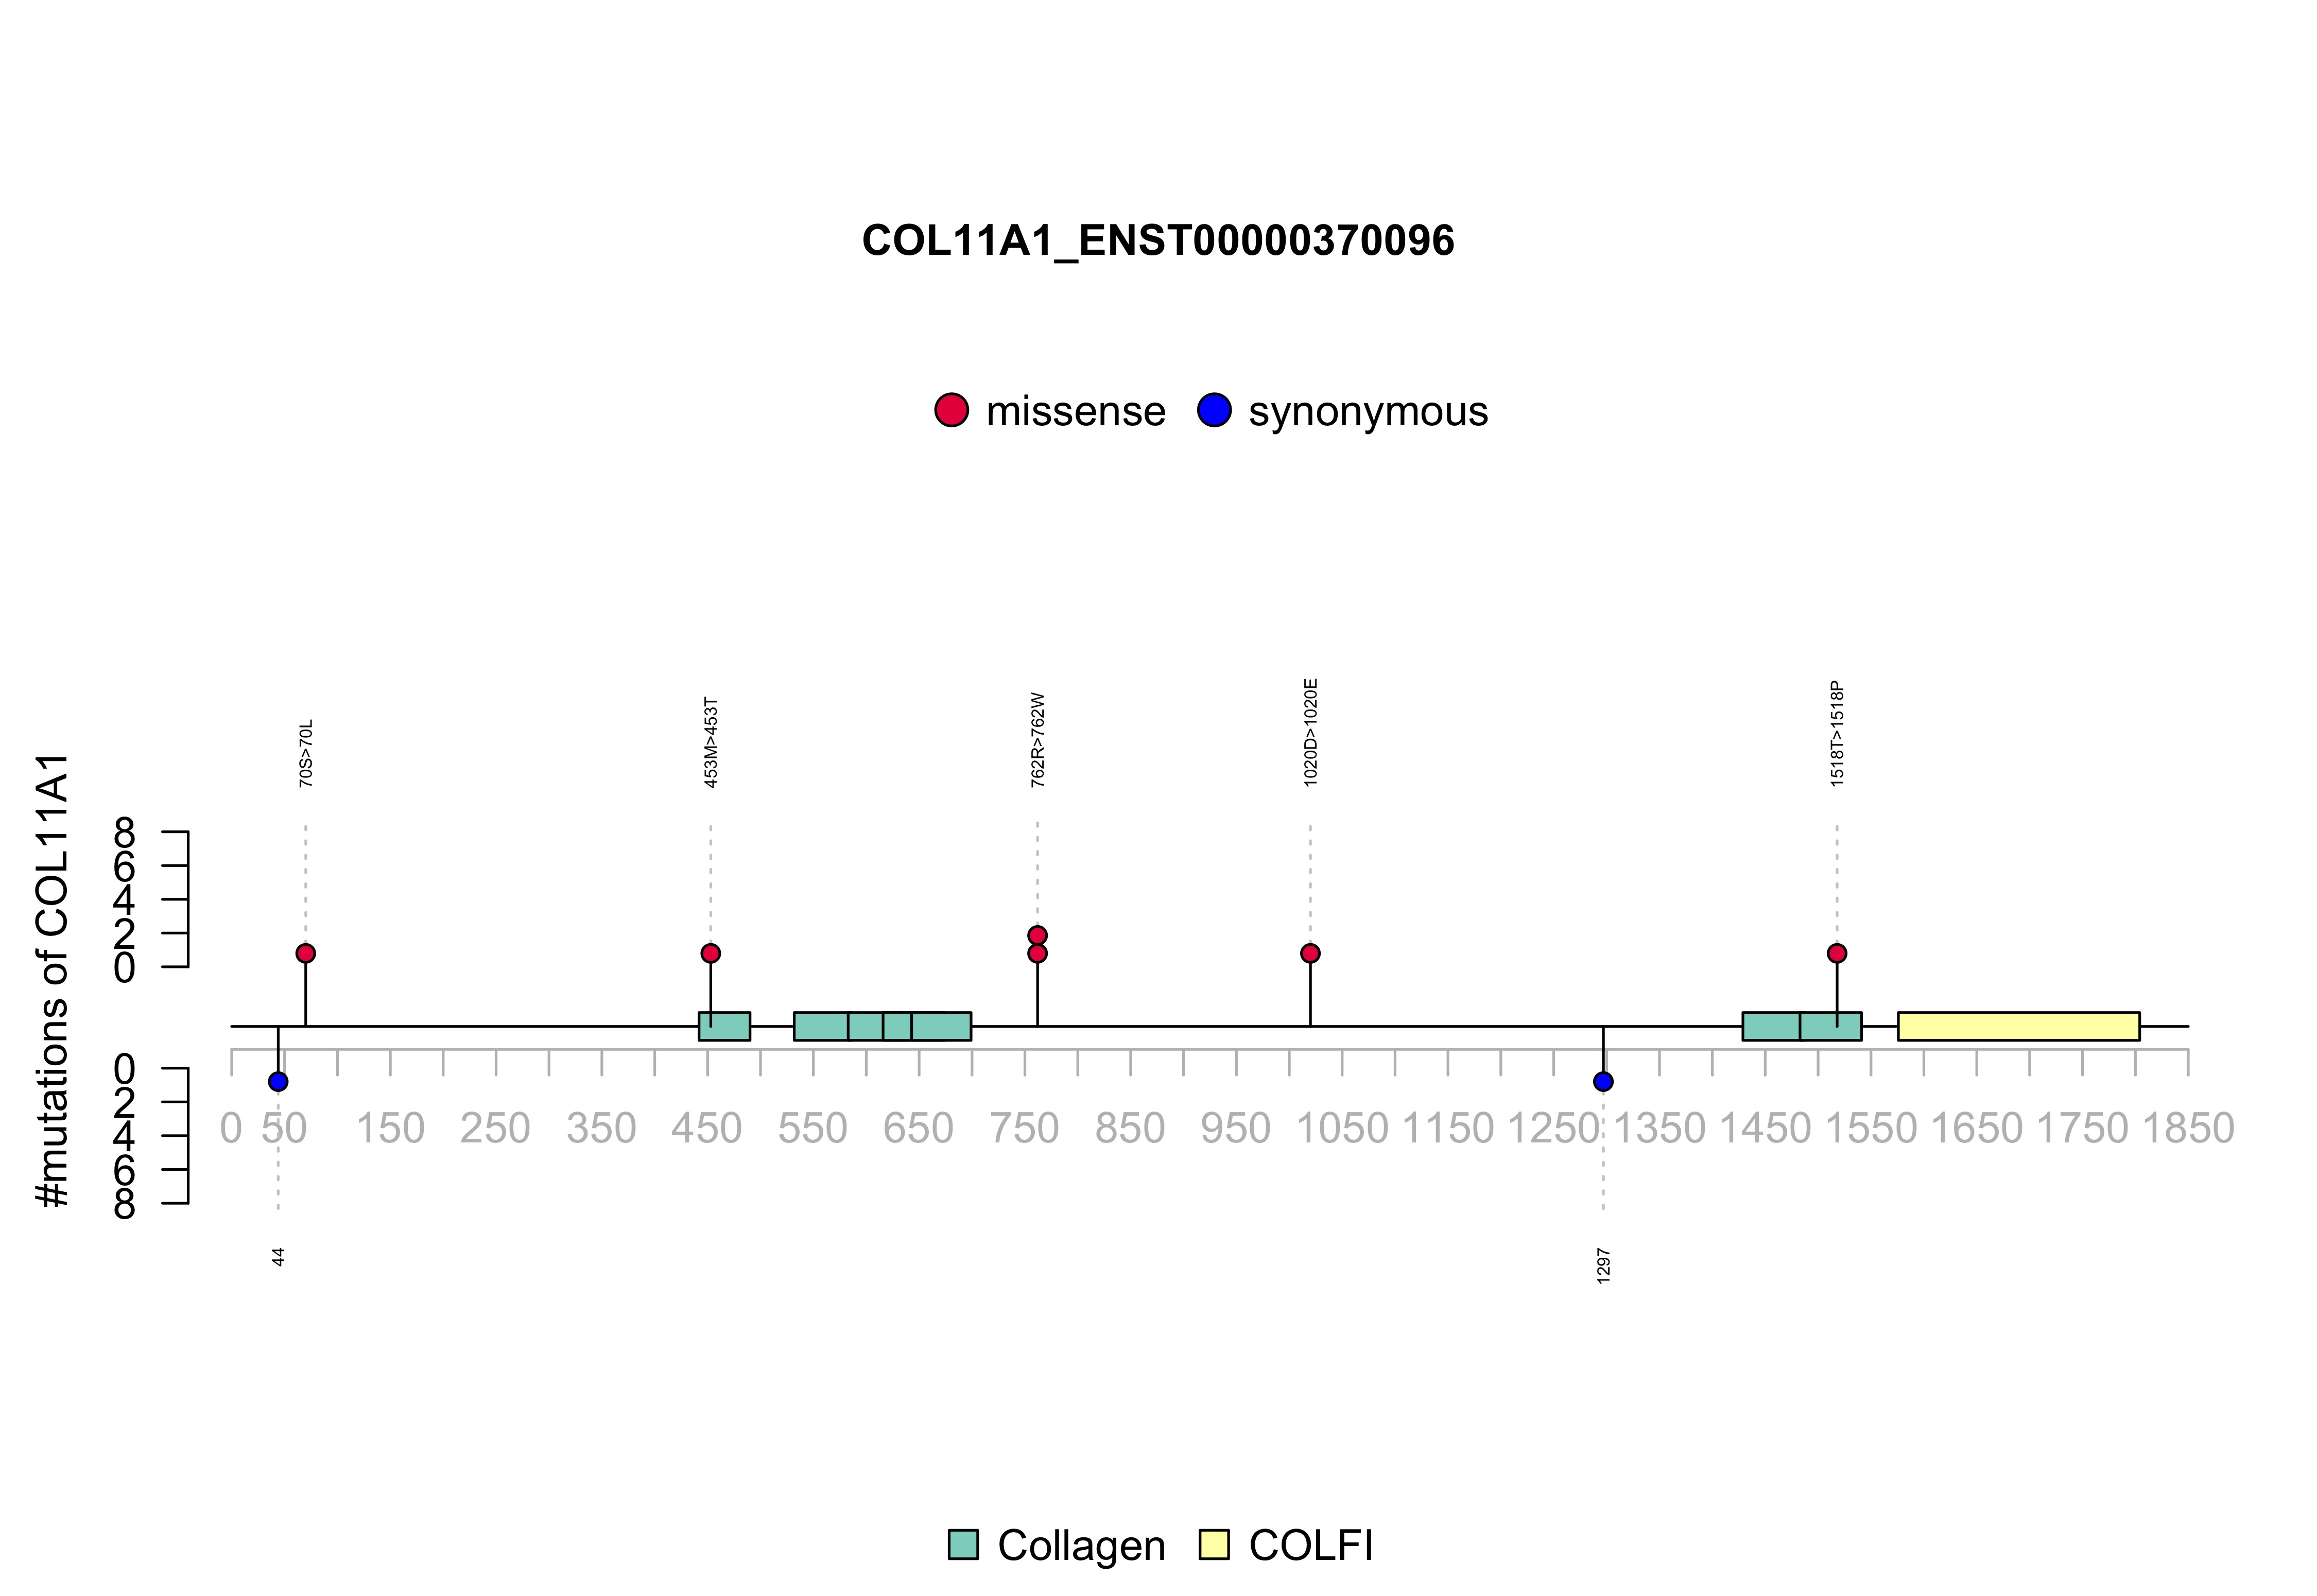 COL11A1_ENST00000370096
missense synonymous
70S>70L
453M>453T
762R>762W
1020D>1020E
1518T>1518P
#mutations of COL11A1
8
6
4
2
0
0
2
4
6
8
0 50 150 250 350 450 550 650 750 850 950 1050 1150 1250 1350 1450 1550 1650 1750 1850
44
1297
Collagen COLFI